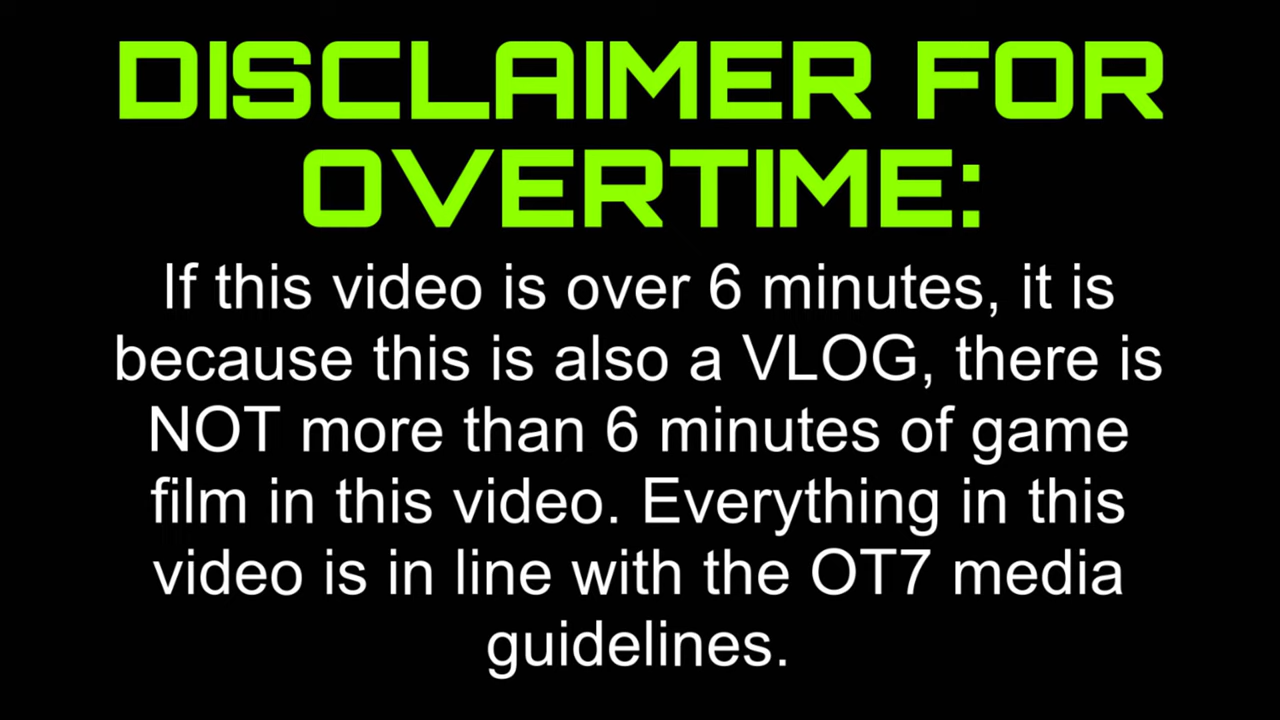 DISCLAIMER FOR
OVERTIME:
If this video is over 6 minutes, it is
because this is also a VLOG, there is
NOT more than 6 minutes of game
film in this video. Everything in this
video is in line with the OT7 media
guidelines.